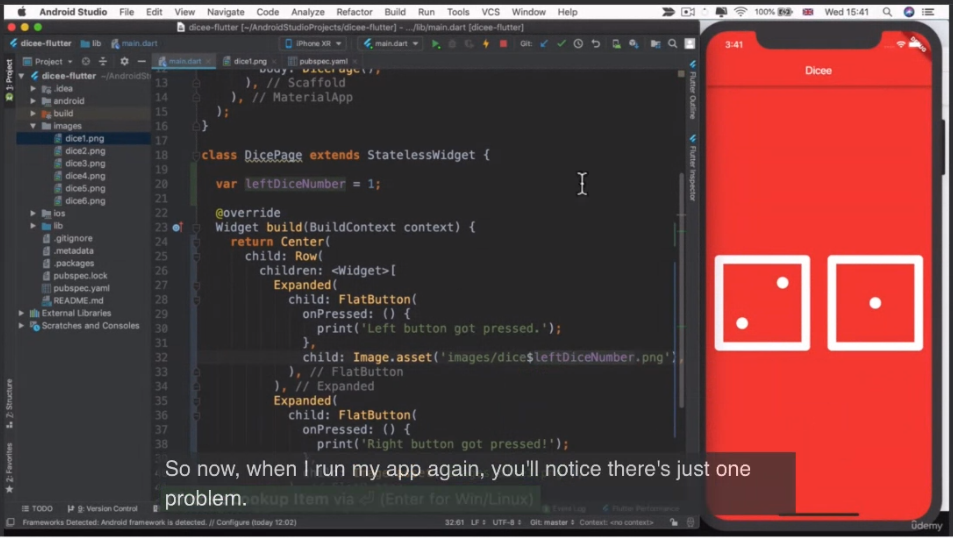 Android Studio File Edit View Navigate Code Analyze Refactor Build Run Tools VCS Window Help 100% Wed 15:41
dicee-flutter [~/AndroidStudioProjects/dicee-flutter] - .../lib/main.dart
dicee-flutter lib main.dart iPhone XR main.dart Git:
Project main.dart dice1.png pubspec.yaml
1: Project
dicee-flutter
.idea
android
build
images
dice1.png
dice2.png
dice3.png
dice4.png
dice5.png
dice6.png
ios
lib
.gitignore
.metadata
.packages
pubspec.lock
pubspec.yaml
README.md
External Libraries
Scratches and Consoles
13 ), // Scaffold
14 ), // MaterialApp
15 );
16 }
17
18 class DicePage extends StatelessWidget {
19
20 var leftDiceNumber = 1;
21
22 @override
23 Widget build(BuildContext context) {
24 return Center(
25 child: Row(
26 children: <Widget>[
27 Expanded(
28 child: FlatButton(
29 onPressed: () {
30 print('Left button got pressed.');
31 },
32 child: Image.asset('images/dice$leftDiceNumber.png'),
33 ), // FlatButton
34 ), // Expanded
35 Expanded(
36 child: FlatButton(
37 onPressed: () {
38 print('Right button got pressed!');
Flutter Outline
Flutter Inspector
3:41
Dicee
So now, when I run my app again, you'll notice there's just one
problem.
Item via ⏎ (Enter for Win/Linux)
Z: Structure
2: Favorites
TODO 9: Version Control Event Log Flutter Performance
Frameworks Detected: Android framework is detected. // Configure (today 12:02) 32:61 LF UTF-8 Git: master Context: <no context>
ûdemy